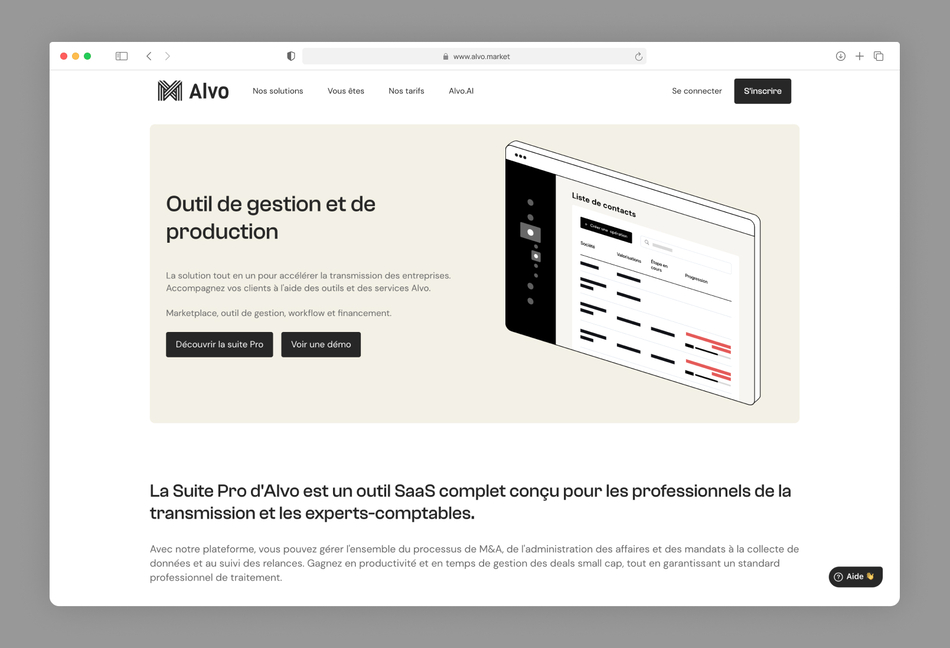 www.alvo.market
Alvo
Nos solutions
Vous êtes
Nos tarifs
Alvo.AI
Se connecter
S'inscrire
Outil de gestion et de
production
La solution tout en un pour accélérer la transmission des entreprises.
Accompagnez vos clients à l'aide des outils et des services Alvo.
Marketplace, outil de gestion, workflow et financement.
Découvrir la suite Pro
Voir une démo
Liste de contacts
+ Créer une opération
Société
Valorisations
Étape en
cours
Progression
La Suite Pro d'Alvo est un outil SaaS complet conçu pour les professionnels de la
transmission et les experts-comptables.
Avec notre plateforme, vous pouvez gérer l'ensemble du processus de M&A, de l'administration des affaires et des mandats à la collecte de
données et au suivi des relances. Gagnez en productivité et en temps de gestion des deals small cap, tout en garantissant un standard
professionnel de traitement.
Aide 👋